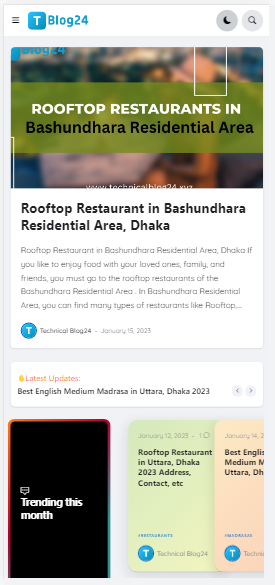 T Blog24
Blog24
ROOFTOP RESTAURANTS IN
Bashundhara Residential Area
www.technicalblog24.xyz
Rooftop Restaurant in Bashundhara
Residential Area, Dhaka
Rooftop Restaurant in Bashundhara Residential Area, Dhaka If
you like to enjoy food with your loved ones, family, and
friends, you must go to the rooftop restaurants of the
Bashundhara Residential Area . In Bashundhara Residential
Area, you can find many types of restaurants like Rooftop,...
T Technical Blog24 - January 15, 2023
Latest Updates:
Best English Medium Madrasa in Uttara, Dhaka 2023
Trending this
month
January 12, 2023 - 1
Rooftop Restaurant
in Uttara, Dhaka
2023 Address,
Contact, etc
#RESTAURANTS
T Technical Blog24
January 14, 2
Best English
Medium M
Uttara, Dh
#MADRASAS
T Technical B